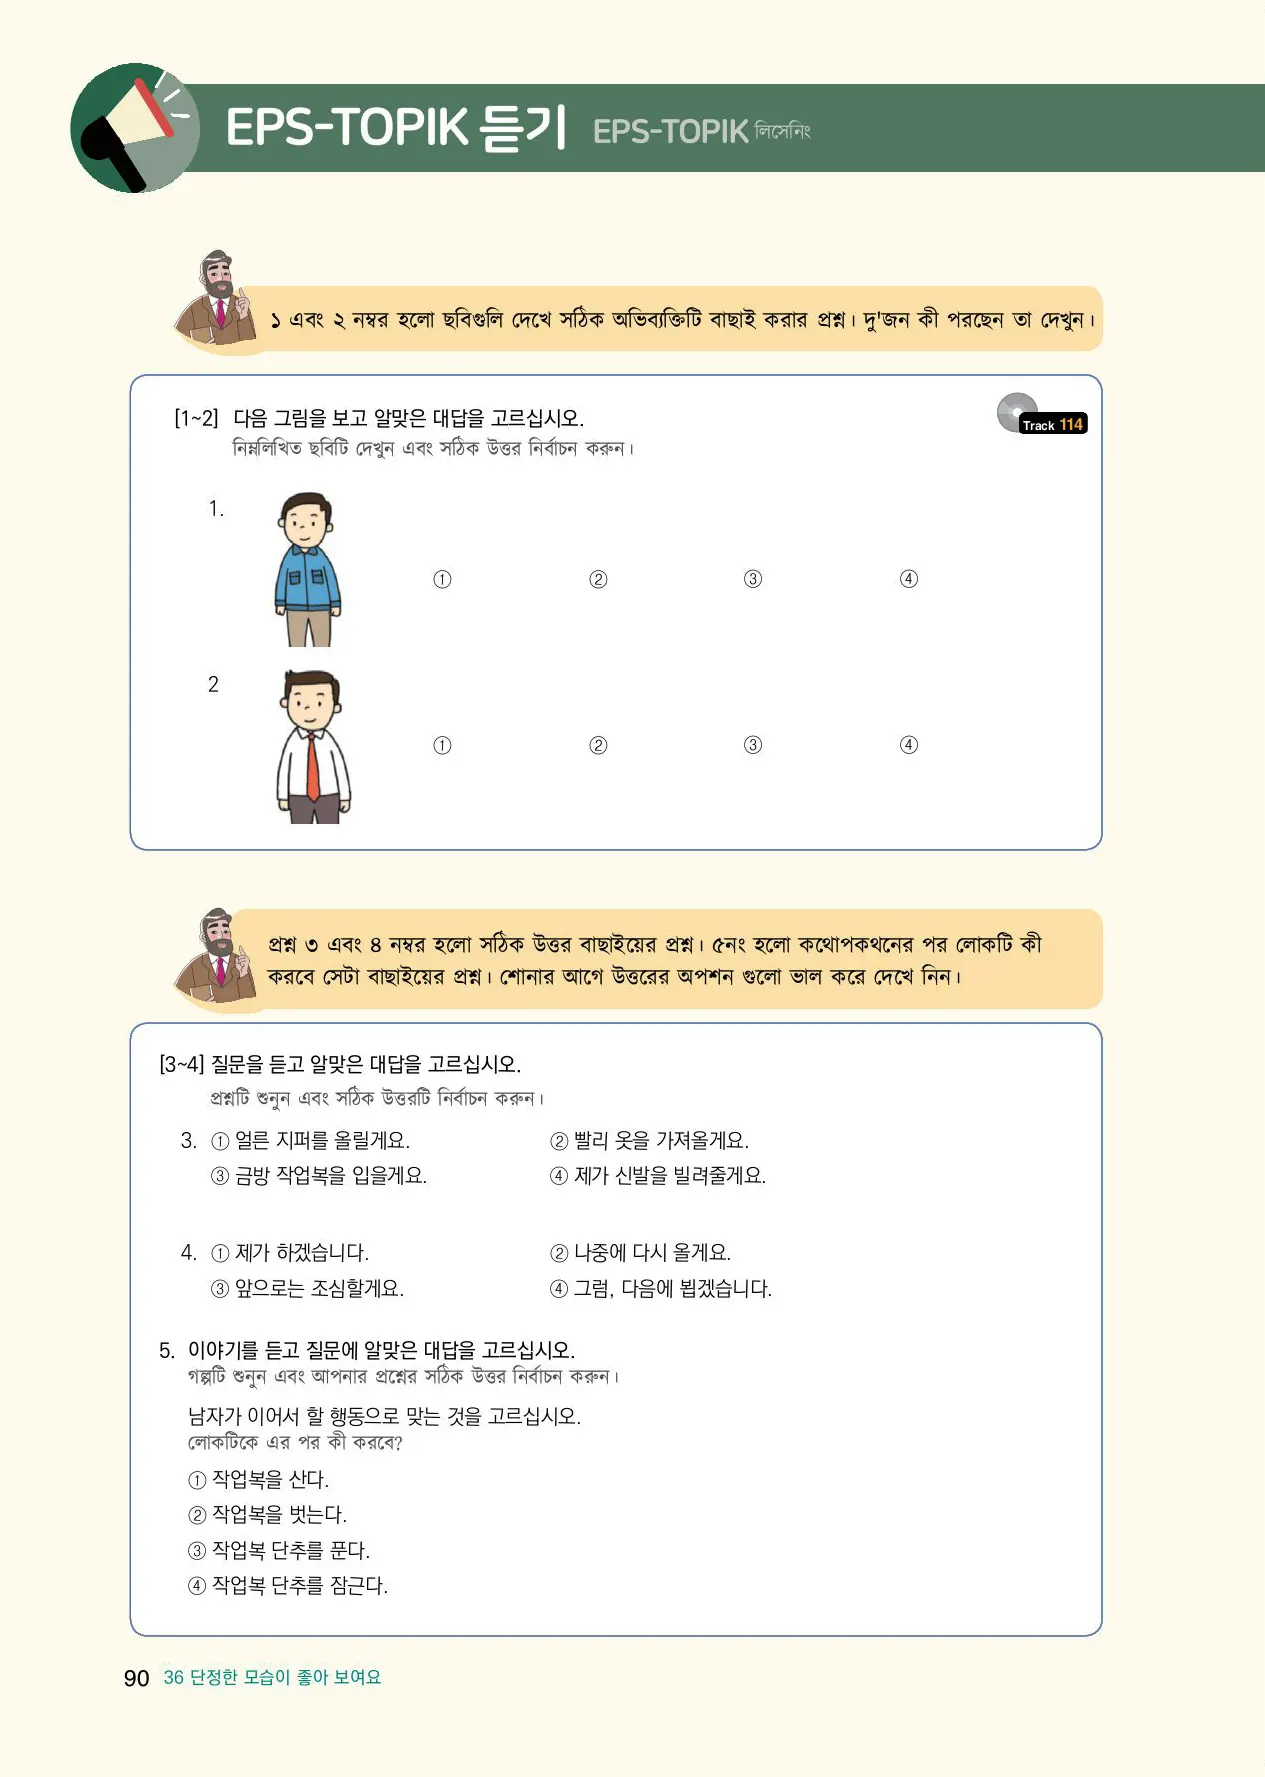 EPS-TOPIK 듣기 EPS-TOPIK লিসেনিং
১ এবং ২ নম্বর হলো ছবিগুলি দেখে সঠিক অভিব্যক্তিটি বাছাই করার প্রশ্ন। দু'জন কী পরছেন তা দেখুন।
[1~2] 다음 그림을 보고 알맞은 대답을 고르십시오.
Track 114
নিম্নলিখিত ছবিটি দেখুন এবং সঠিক উত্তর নির্বাচন করুন।
1.
① ② ③ ④
2
① ② ③ ④
প্রশ্ন ৩ এবং ৪ নম্বর হলো সঠিক উত্তর বাছাইয়ের প্রশ্ন। ৫নং হলো কথোপকথনের পর লোকটি কী
করবে সেটা বাছাইয়ের প্রশ্ন। শোনার আগে উত্তরের অপশন গুলো ভাল করে দেখে নিন।
[3~4] 질문을 듣고 알맞은 대답을 고르십시오.
প্রশ্নটি শুনুন এবং সঠিক উত্তরটি নির্বাচন করুন।
3. ① 얼른 지퍼를 올릴게요. ② 빨리 옷을 가져올게요.
③ 금방 작업복을 입을게요. ④ 제가 신발을 빌려줄게요.
4. ① 제가 하겠습니다. ② 나중에 다시 올게요.
③ 앞으로는 조심할게요. ④ 그럼, 다음에 뵙겠습니다.
5. 이야기를 듣고 질문에 알맞은 대답을 고르십시오.
গল্পটি শুনুন এবং আপনার প্রশ্নের সঠিক উত্তর নির্বাচন করুন।
남자가 이어서 할 행동으로 맞는 것을 고르십시오.
লোকটিকে এর পর কী করবে?
① 작업복을 산다.
② 작업복을 벗는다.
③ 작업복 단추를 푼다.
④ 작업복 단추를 잠근다.
90 36 단정한 모습이 좋아 보여요